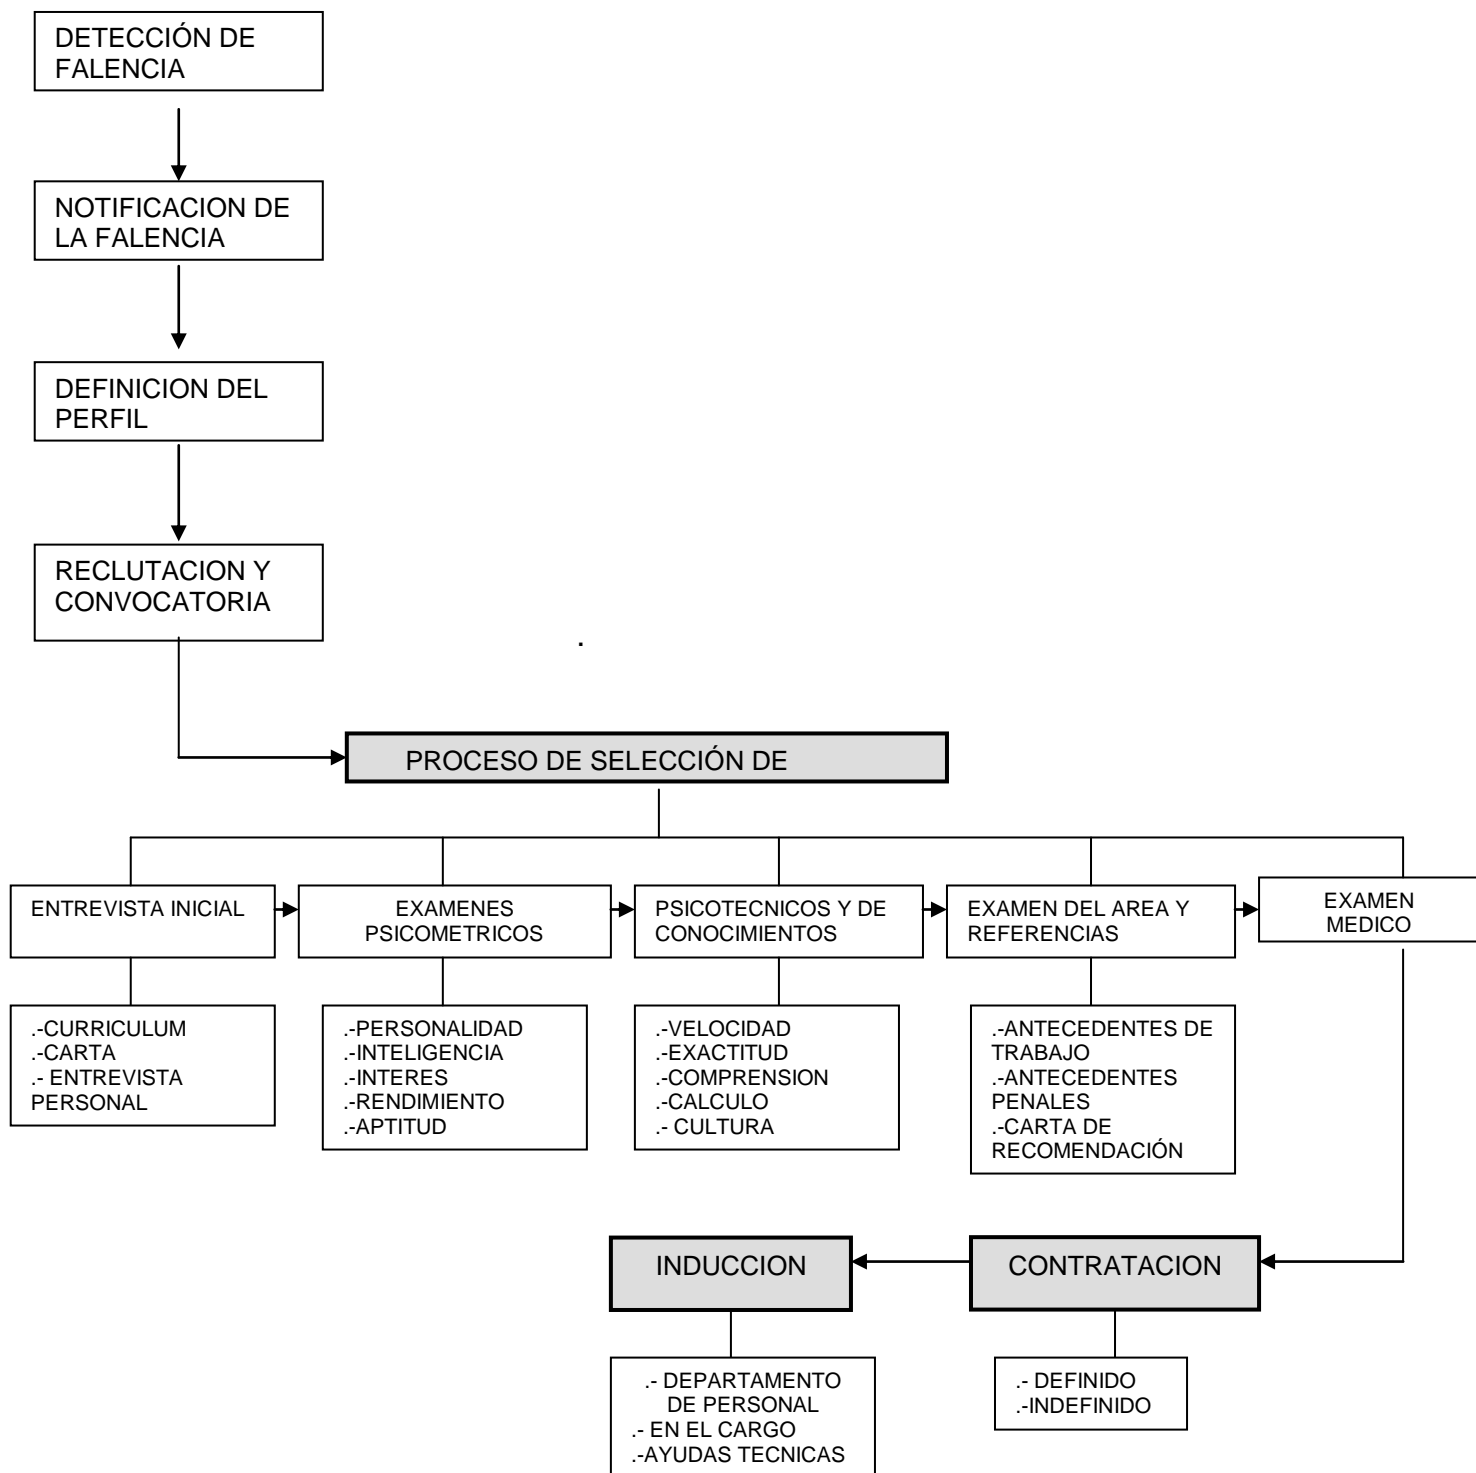 DETECCIÓN DE
FALENCIA
NOTIFICACION DE
LA FALENCIA
DEFINICION DEL
PERFIL
RECLUTACION Y
CONVOCATORIA
.
PROCESO DE SELECCIÓN DE
ENTREVISTA INICIAL
EXAMENES
PSICOMETRICOS
PSICOTECNICOS Y DE
CONOCIMIENTOS
EXAMEN DEL AREA Y
REFERENCIAS
EXAMEN
MEDICO
.-CURRICULUM
.-CARTA
.- ENTREVISTA
PERSONAL
.-PERSONALIDAD
.-INTELIGENCIA
.-INTERES
.-RENDIMIENTO
.-APTITUD
.-VELOCIDAD
.-EXACTITUD
.-COMPRENSION
.-CALCULO
.- CULTURA
.-ANTECEDENTES DE
TRABAJO
.-ANTECEDENTES
PENALES
.-CARTA DE
RECOMENDACIÓN
INDUCCION
CONTRATACION
.- DEPARTAMENTO
DE PERSONAL
.- EN EL CARGO
.-AYUDAS TECNICAS
.- DEFINIDO
.-INDEFINIDO